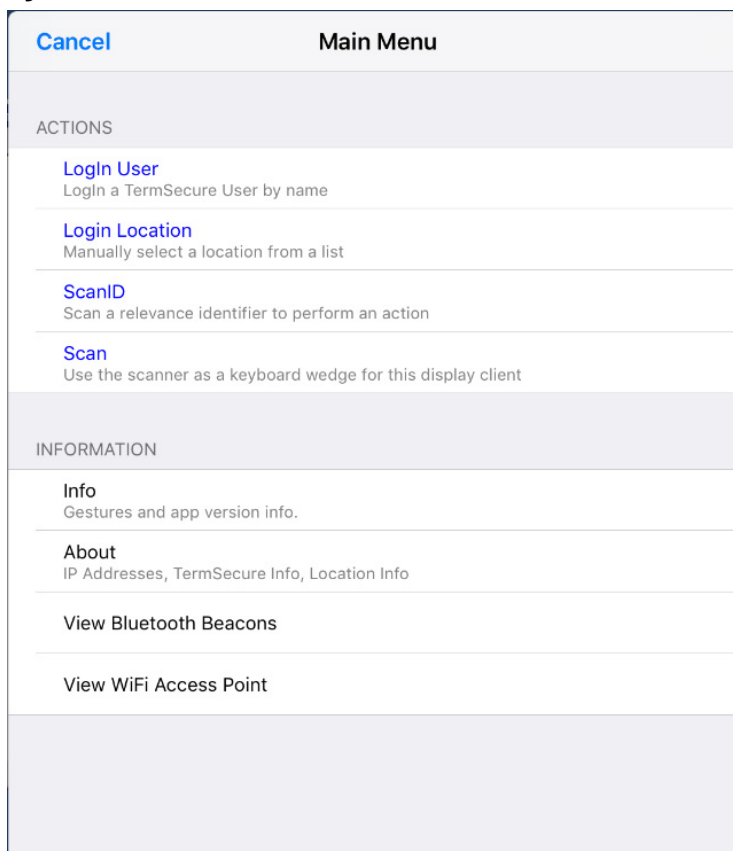 Cancel Main Menu
ACTIONS
LogIn User
LogIn a TermSecure User by name
Login Location
Manually select a location from a list
ScanID
Scan a relevance identifier to perform an action
Scan
Use the scanner as a keyboard wedge for this display client
INFORMATION
Info
Gestures and app version info.
About
IP Addresses, TermSecure Info, Location Info
View Bluetooth Beacons
View WiFi Access Point